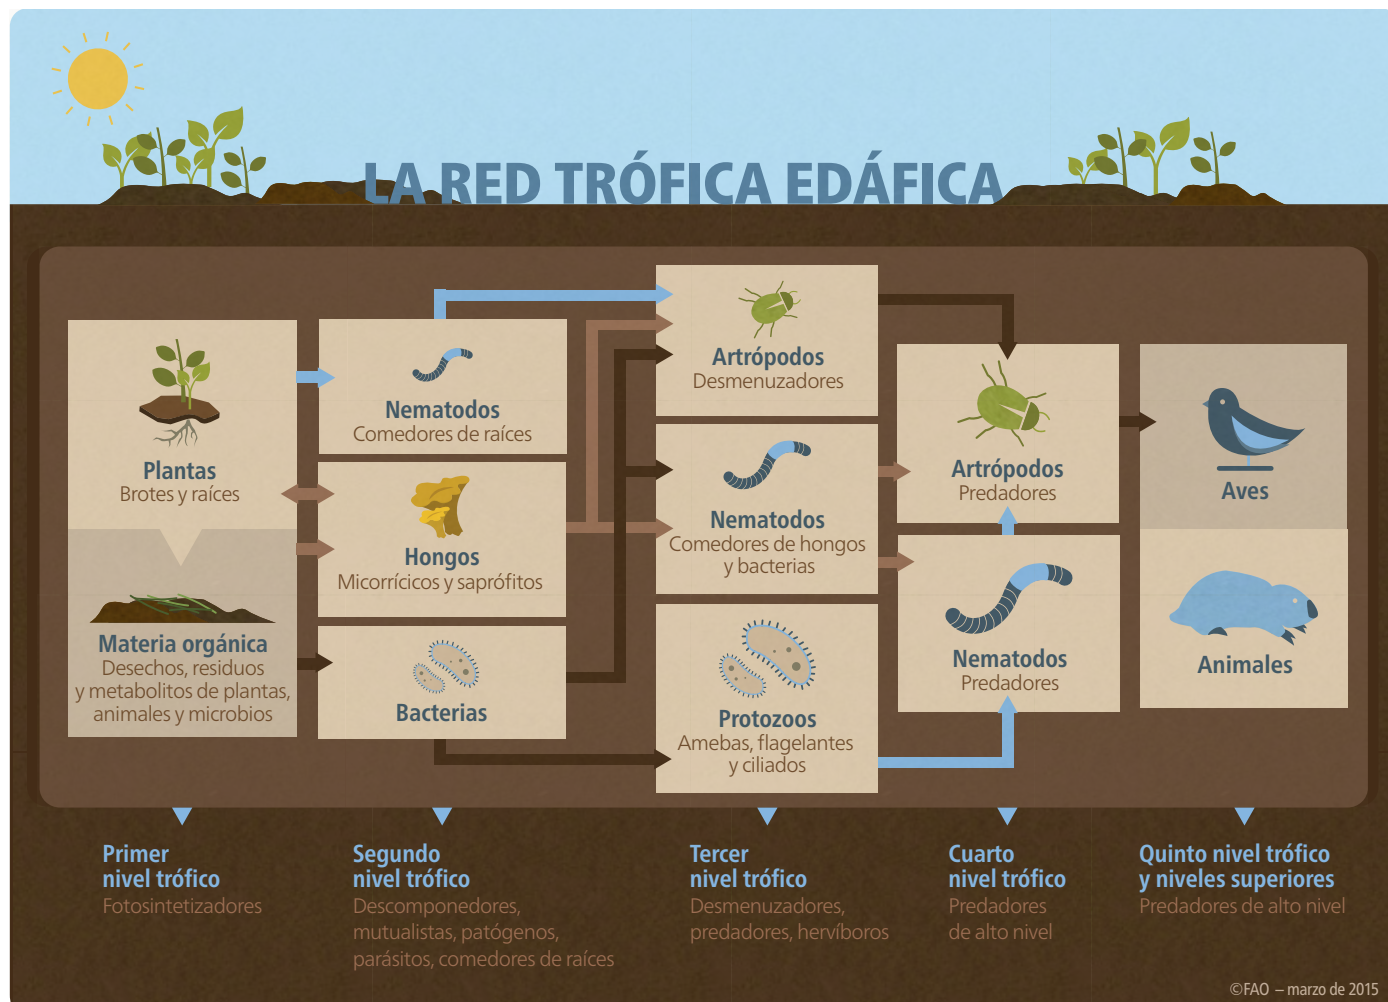 LA RED TRÓFICA EDÁFICA
Plantas
Brotes y raíces
Materia orgánica
Desechos, residuos
y metabolitos de plantas,
animales y microbios
Nematodos
Comedores de raíces
Hongos
Micorrícicos y saprófitos
Bacterias
Artrópodos
Desmenuzadores
Nematodos
Comedores de hongos
y bacterias
Protozoos
Amebas, flagelantes
y ciliados
Artrópodos
Predadores
Nematodos
Predadores
Aves
Animales
Primer
nivel trófico
Fotosintetizadores
Segundo
nivel trófico
Descomponedores,
mutualistas, patógenos,
parásitos, comedores de raíces
Tercer
nivel trófico
Desmenuzadores,
predadores, hervíboros
Cuarto
nivel trófico
Predadores
de alto nivel
Quinto nivel trófico
y niveles superiores
Predadores de alto nivel
©FAO – marzo de 2015